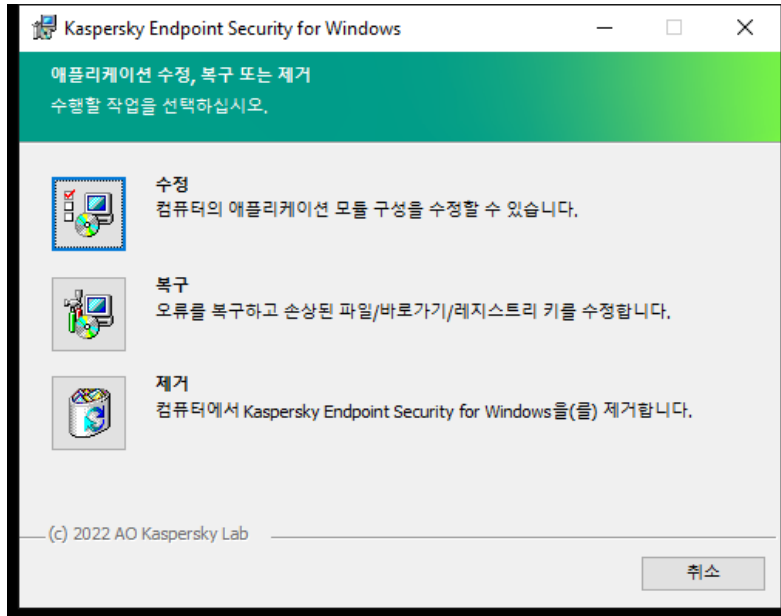 Kaspersky Endpoint Security for Windows
애플리케이션 수정, 복구 또는 제거
수행할 작업을 선택하십시오.
수정
컴퓨터의 애플리케이션 모듈 구성을 수정할 수 있습니다.
복구
오류를 복구하고 손상된 파일/바로가기/레지스트리 키를 수정합니다.
제거
컴퓨터에서 Kaspersky Endpoint Security for Windows을(를) 제거합니다.
(c) 2022 AO Kaspersky Lab
취소